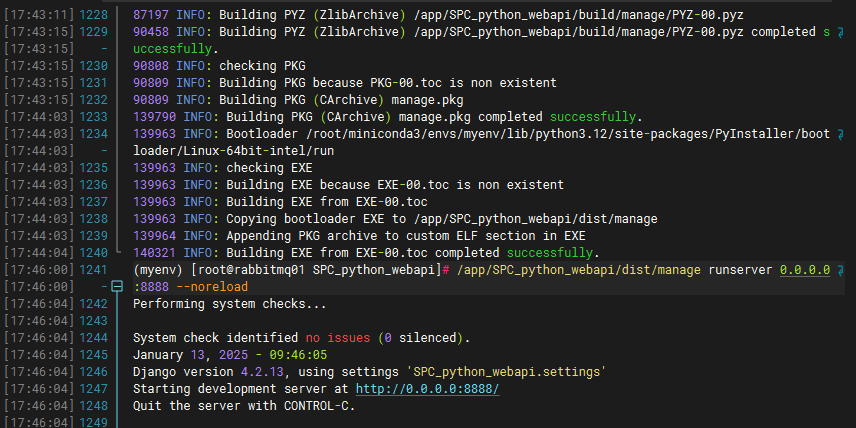 [17:43:11] 1228 87197 INFO: Building PYZ (ZlibArchive) /app/SPC_python_webapi/build/manage/PYZ-00.pyz
[17:43:15] 1229 90458 INFO: Building PYZ (ZlibArchive) /app/SPC_python_webapi/build/manage/PYZ-00.pyz completed s
[17:43:15] - uccessfully.
[17:43:15] 1230 90808 INFO: checking PKG
[17:43:15] 1231 90809 INFO: Building PKG because PKG-00.toc is non existent
[17:43:15] 1232 90809 INFO: Building PKG (CArchive) manage.pkg
[17:44:03] 1233 139790 INFO: Building PKG (CArchive) manage.pkg completed successfully.
[17:44:03] 1234 139963 INFO: Bootloader /root/miniconda3/envs/myenv/lib/python3.12/site-packages/PyInstaller/boot
[17:44:03] - loader/Linux-64bit-intel/run
[17:44:03] 1235 139963 INFO: checking EXE
[17:44:03] 1236 139963 INFO: Building EXE because EXE-00.toc is non existent
[17:44:03] 1237 139963 INFO: Building EXE from EXE-00.toc
[17:44:03] 1238 139963 INFO: Copying bootloader EXE to /app/SPC_python_webapi/dist/manage
[17:44:03] 1239 139964 INFO: Appending PKG archive to custom ELF section in EXE
[17:44:04] 1240 140321 INFO: Building EXE from EXE-00.toc completed successfully.
[17:46:00] 1241 (myenv) [root@rabbitmq01 SPC_python_webapi]# /app/SPC_python_webapi/dist/manage runserver 0.0.0.0
[17:46:00] - :8888 --noreload
[17:46:04] 1242 Performing system checks...
[17:46:04] 1243
[17:46:04] 1244 System check identified no issues (0 silenced).
[17:46:04] 1245 January 13, 2025 - 09:46:05
[17:46:04] 1246 Django version 4.2.13, using settings 'SPC_python_webapi.settings'
[17:46:04] 1247 Starting development server at http://0.0.0.0:8888/
[17:46:04] 1248 Quit the server with CONTROL-C.
[17:46:04] 1249